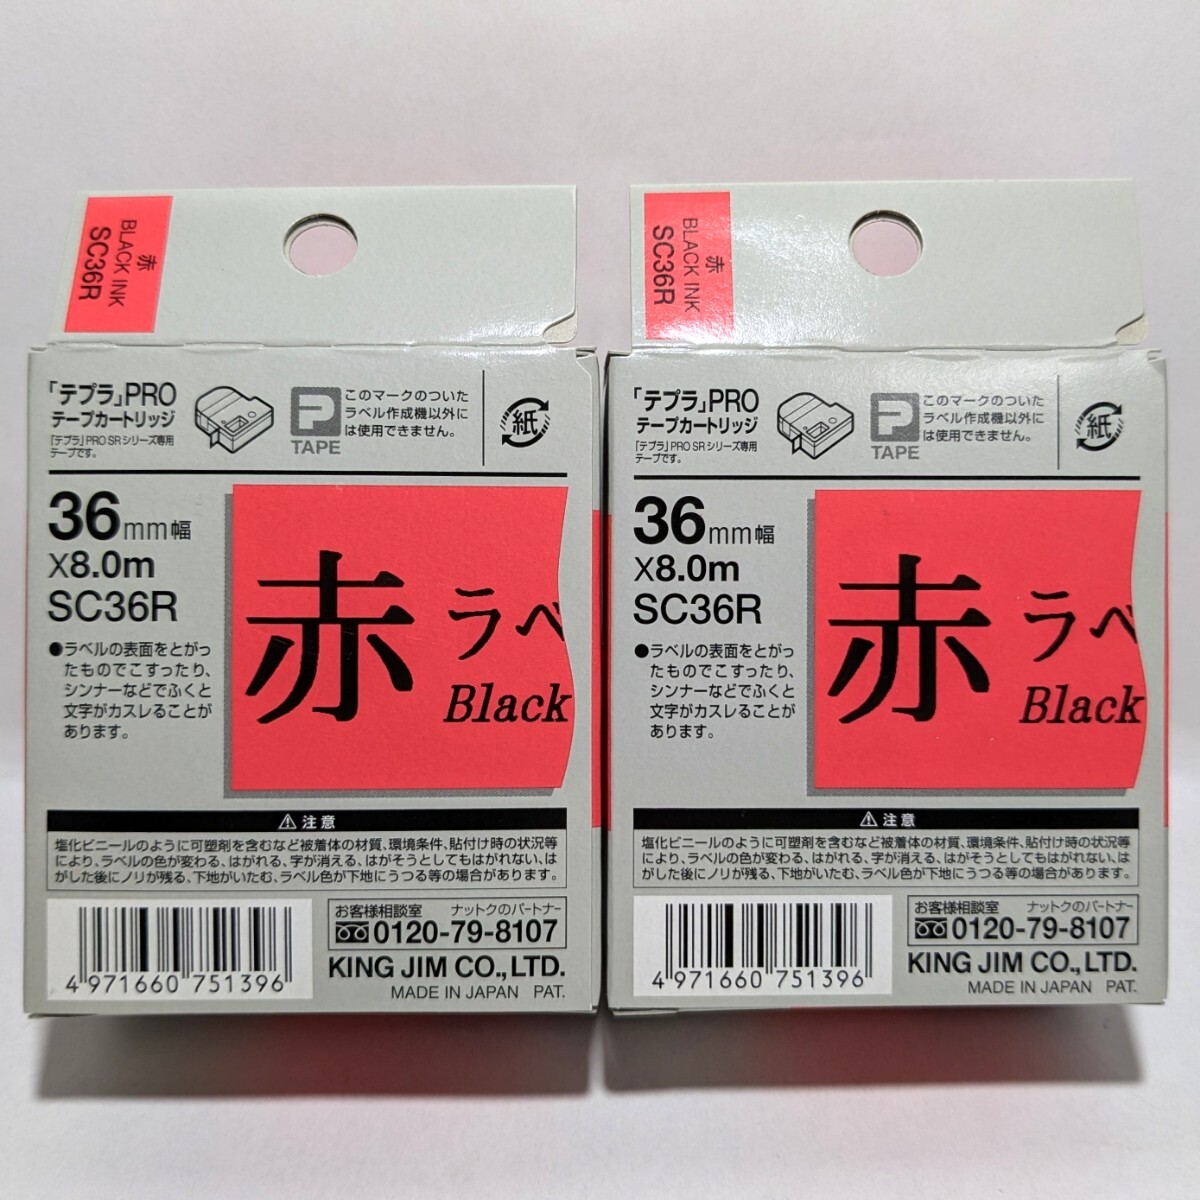 赤
BLACK INK
SC36R
「テプラ」PRO
テープカートリッジ
「テプラ」PRO SRシリーズ専用
テープです。
TAPE
このマークのついた
ラベル作成機以外に
は使用できません。
紙
36mm幅
X8.0m
SC36R
●ラベルの表面をとがっ
たものでこすったり、
シンナーなどでふくと
文字がカスレることが
あります。
赤 ラベ
Black
注意
塩化ビニールのように可塑剤を含むなど被着体の材質、環境条件、貼付け時の状況等
により、ラベルの色が変わる、はがれる、字が消える、はがそうとしてもはがれない、は
がした後にノリが残る、下地がいたむ、ラベル色が下地にうつる等の場合があります。
4 971660 751396
お客様相談室 ナットクのパートナー
0120-79-8107
KING JIM CO.,LTD.
MADE IN JAPAN PAT.
赤
BLACK INK
SC36R
「テプラ」PRO
テープカートリッジ
「テプラ」PRO SRシリーズ専用
テープです。
TAPE
このマークのついた
ラベル作成機以外に
は使用できません。
紙
36mm幅
X8.0m
SC36R
●ラベルの表面をとがっ
たものでこすったり、
シンナーなどでふくと
文字がカスレることが
あります。
赤 ラベ
Black
注意
塩化ビニールのように可塑剤を含むなど被着体の材質、環境条件、貼付け時の状況等
により、ラベルの色が変わる、はがれる、字が消える、はがそうとしてもはがれない、は
がした後にノリが残る、下地がいたむ、ラベル色が下地にうつる等の場合があります。
4 971660 751396
お客様相談室 ナットクのパートナー
0120-79-8107
KING JIM CO.,LTD.
MADE IN JAPAN PAT.